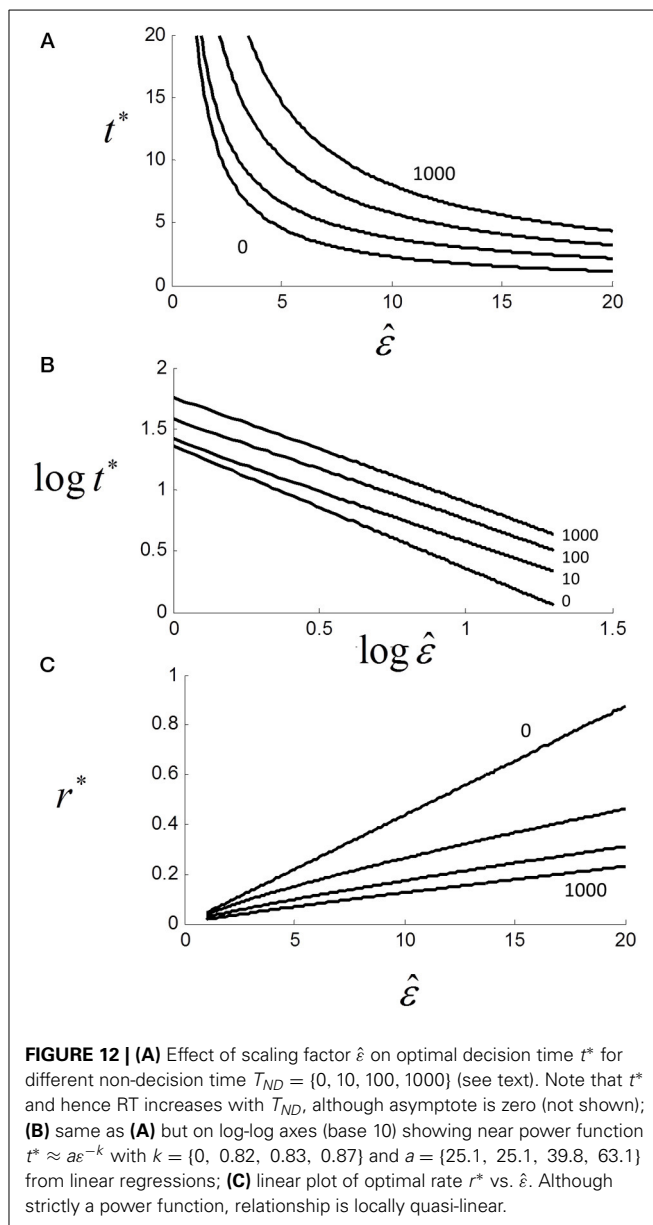 A
20
15
t*
10
1000
5
0
0
0 5 10 15 20
ε̂
B
2
1.5
log t*
1
1000
0.5
100
10
0
0
0 0.5 1 1.5
log ε̂
C
1
0
0.8
r*
0.6
0.4
0.2
1000
0
0 5 10 15 20
ε̂
FIGURE 12 | (A) Effect of scaling factor ε̂ on optimal decision time t* for
different non-decision time T_ND = {0, 10, 100, 1000} (see text). Note that t*
and hence RT increases with T_ND, although asymptote is zero (not shown);
(B) same as (A) but on log-log axes (base 10) showing near power function
t* ≈ aε^−k with k = {0, 0.82, 0.83, 0.87} and a = {25.1, 25.1, 39.8, 63.1}
from linear regressions; (C) linear plot of optimal rate r* vs. ε̂. Although
strictly a power function, relationship is locally quasi-linear.